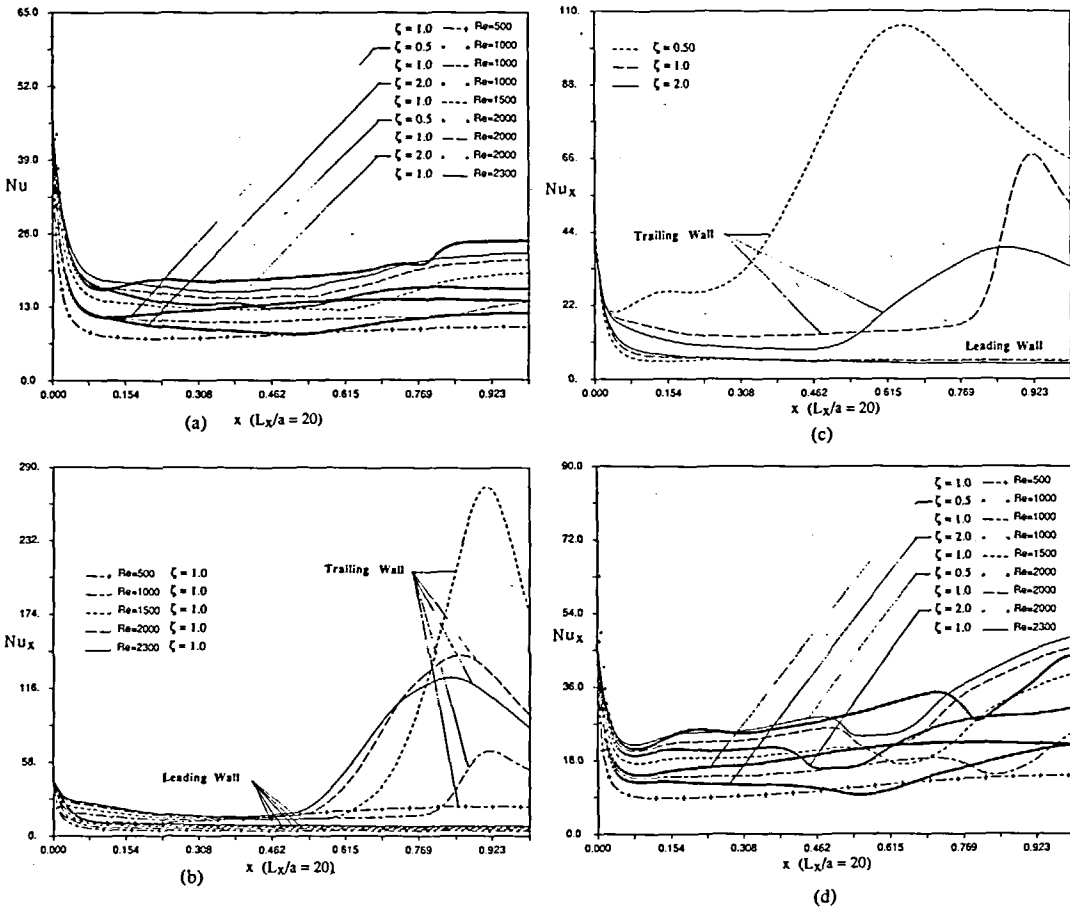 65.0
52.0
39.0
Nu
26.0
13.0
0.0
ζ = 1.0 Re=500
ζ = 0.5 Re=1000
ζ = 1.0 Re=1000
ζ = 2.0 Re=1000
ζ = 1.0 Re=1500
ζ = 0.5 Re=2000
ζ = 1.0 Re=2000
ζ = 2.0 Re=2000
ζ = 1.0 Re=2300
0.000 0.154 0.308 0.462 0.615 0.769 0.923
(a) x (Lx/a = 20)
110.
88.
66.
Nux
44.
22.
0.
ζ = 0.50
ζ = 1.0
ζ = 2.0
Trailing Wall
Leading Wall
0.000 0.154 0.308 0.462 0.615 0.769 0.923
x (Lx/a = 20)
(c)
290.
232.
174.
Nux
116.
58.
0.
Re=500 ζ = 1.0
Re=1000 ζ = 1.0
Re=1500 ζ = 1.0
Re=2000 ζ = 1.0
Re=2300 ζ = 1.0
Trailing Wall
Leading Wall
0.000 0.154 0.308 0.462 0.615 0.769 0.923
(b) x (Lx/a = 20)
90.0
72.0
54.0
Nux
36.0
18.0
0.0
ζ = 1.0 Re=500
ζ = 0.5 Re=1000
ζ = 1.0 Re=1000
ζ = 2.0 Re=1000
ζ = 1.0 Re=1500
ζ = 0.5 Re=2000
ζ = 1.0 Re=2000
ζ = 2.0 Re=2000
ζ = 1.0 Re=2300
0.000 0.154 0.308 0.462 0.615 0.769 0.923
x (Lx/a = 20)
(d)